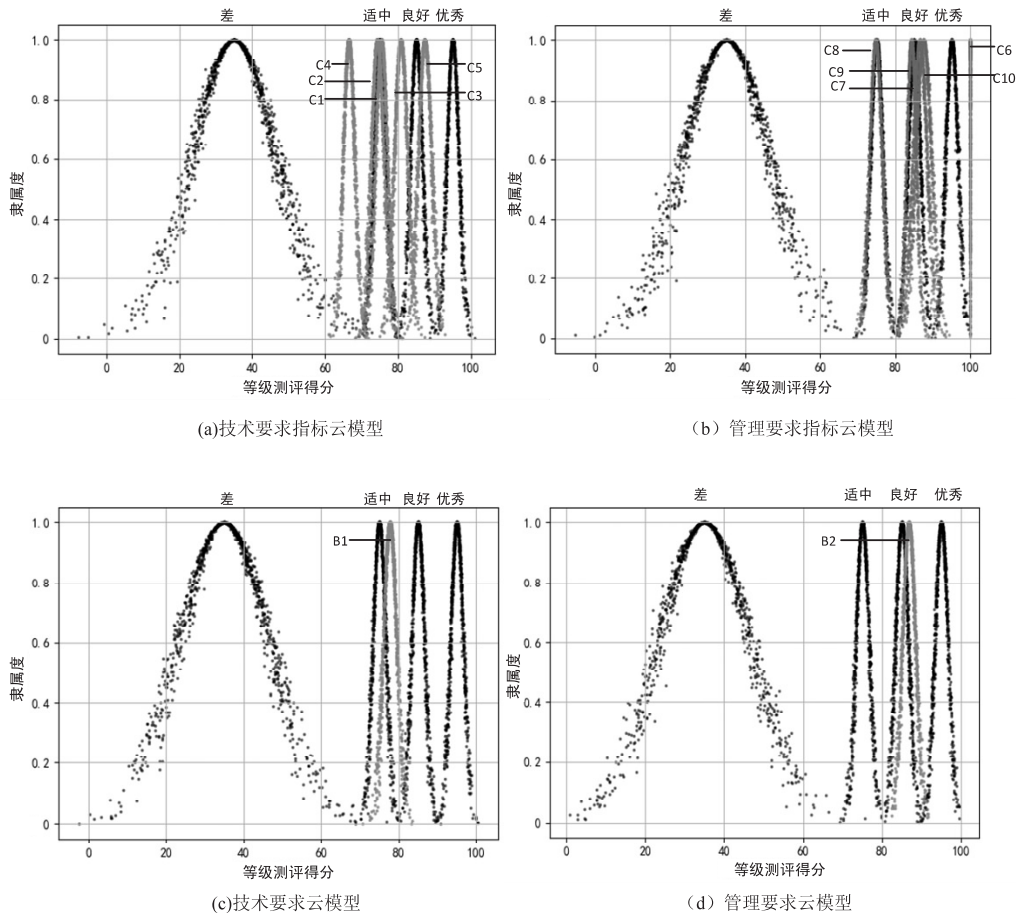 差 适中 良好 优秀
1.0
0.8
0.6
0.4
0.2
0
隶属度
C4
C2
C1
C5
C3
0 20 40 60 80 100
等级测评得分
(a)技术要求指标云模型
差 适中 良好 优秀
1.0
0.8
0.6
0.4
0.2
0
隶属度
C8
C9
C7
C6
C10
0 20 40 60 80 100
等级测评得分
（b）管理要求指标云模型
差 适中 良好 优秀
1.0
0.8
0.6
0.4
0.2
0
隶属度
B1
0 20 40 60 80 100
等级测评得分
(c)技术要求云模型
差 适中 良好 优秀
1.0
0.8
0.6
0.4
0.2
0
隶属度
B2
0 20 40 60 80 100
等级测评得分
（d）管理要求云模型